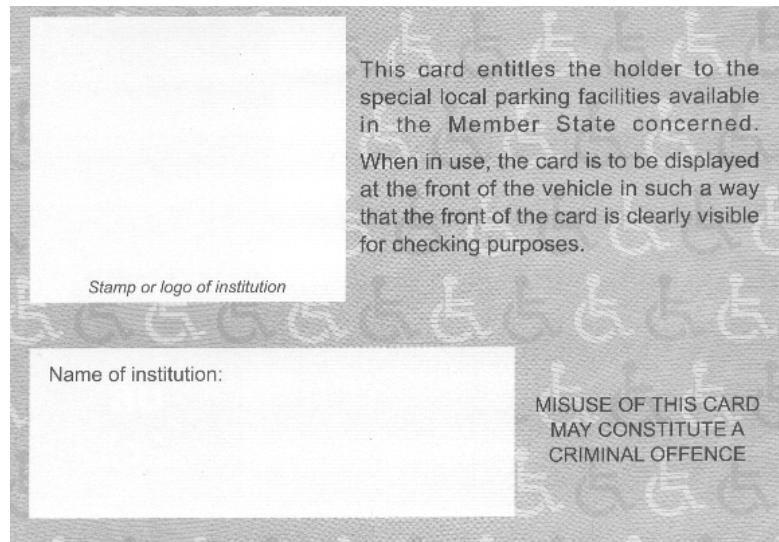 This card entitles the holder to the
special local parking facilities available
in the Member State concerned.
When in use, the card is to be displayed
at the front of the vehicle in such a way
that the front of the card is clearly visible
for checking purposes.
Stamp or logo of institution
Name of institution:
MISUSE OF THIS CARD
MAY CONSTITUTE A
CRIMINAL OFFENCE